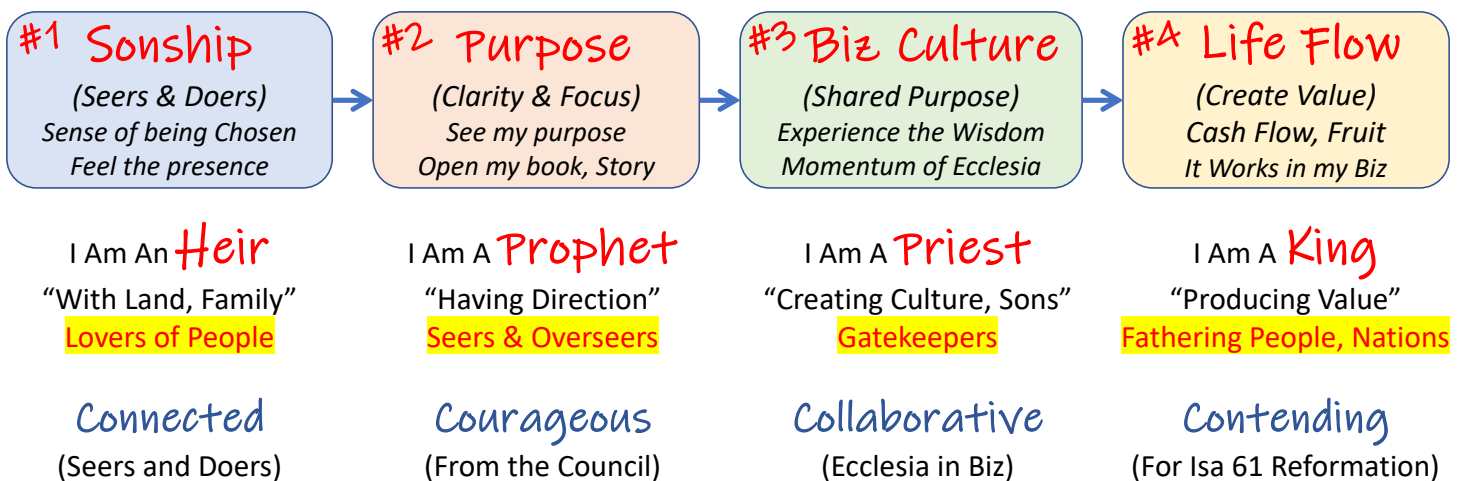 #1 Sonship
(Seers & Doers)
Sense of being Chosen
Feel the presence
#2 Purpose
(Clarity & Focus)
See my purpose
Open my book, Story
#3 Biz Culture
(Shared Purpose)
Experience the Wisdom
Momentum of Ecclesia
#4 Life Flow
(Create Value)
Cash Flow, Fruit
It Works in my Biz
I Am An Heir
“With Land, Family”
Lovers of People
I Am A Prophet
“Having Direction”
Seers & Overseers
I Am A Priest
“Creating Culture, Sons”
Gatekeepers
I Am A King
“Producing Value”
Fathering People, Nations
Connected
(Seers and Doers)
Courageous
(From the Council)
Collaborative
(Ecclesia in Biz)
Contending
(For Isa 61 Reformation)